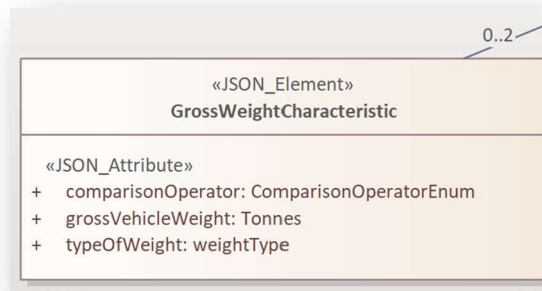 0..2
«JSON_Element»
GrossWeightCharacteristic
«JSON_Attribute»
+ comparisonOperator: ComparisonOperatorEnum
+ grossVehicleWeight: Tonnes
+ typeOfWeight: weightType